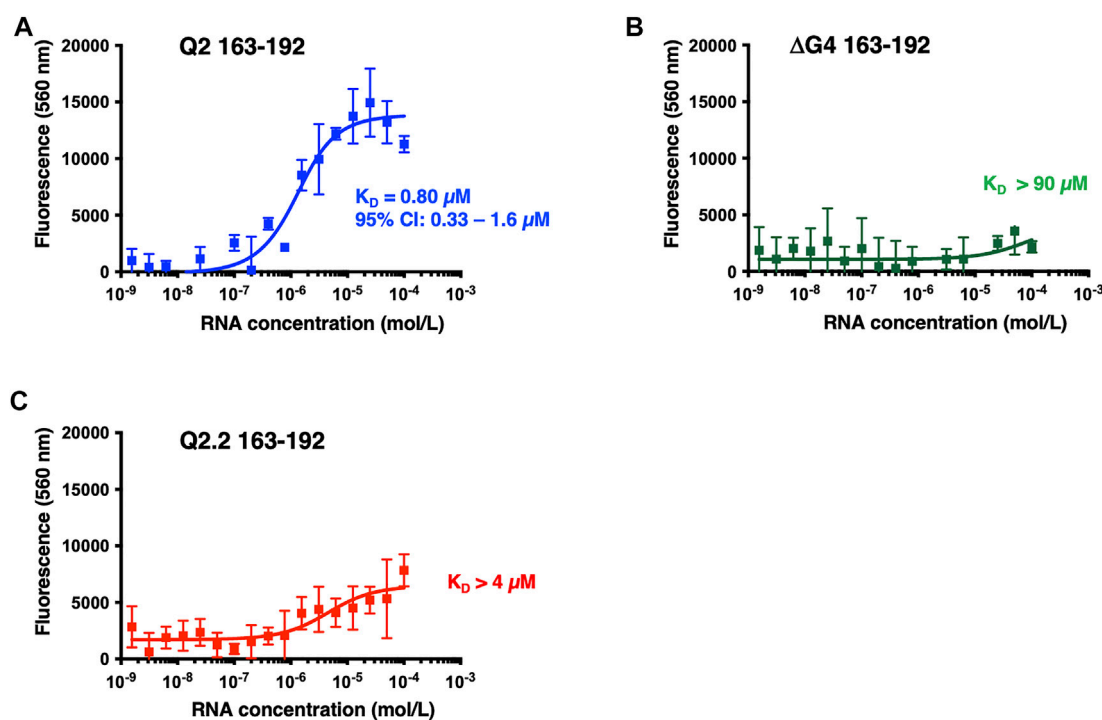 A
Q2 163-192
20000
15000
10000
5000
0
Fluorescence (560 nm)
K_D = 0.80 µM
95% CI: 0.33 – 1.6 µM
10⁻⁹ 10⁻⁸ 10⁻⁷ 10⁻⁶ 10⁻⁵ 10⁻⁴ 10⁻³
RNA concentration (mol/L)
B
ΔG4 163-192
20000
15000
10000
5000
0
Fluorescence (560 nm)
K_D > 90 µM
10⁻⁹ 10⁻⁸ 10⁻⁷ 10⁻⁶ 10⁻⁵ 10⁻⁴ 10⁻³
RNA concentration (mol/L)
C
Q2.2 163-192
20000
15000
10000
5000
0
Fluorescence (560 nm)
K_D > 4 µM
10⁻⁹ 10⁻⁸ 10⁻⁷ 10⁻⁶ 10⁻⁵ 10⁻⁴ 10⁻³
RNA concentration (mol/L)